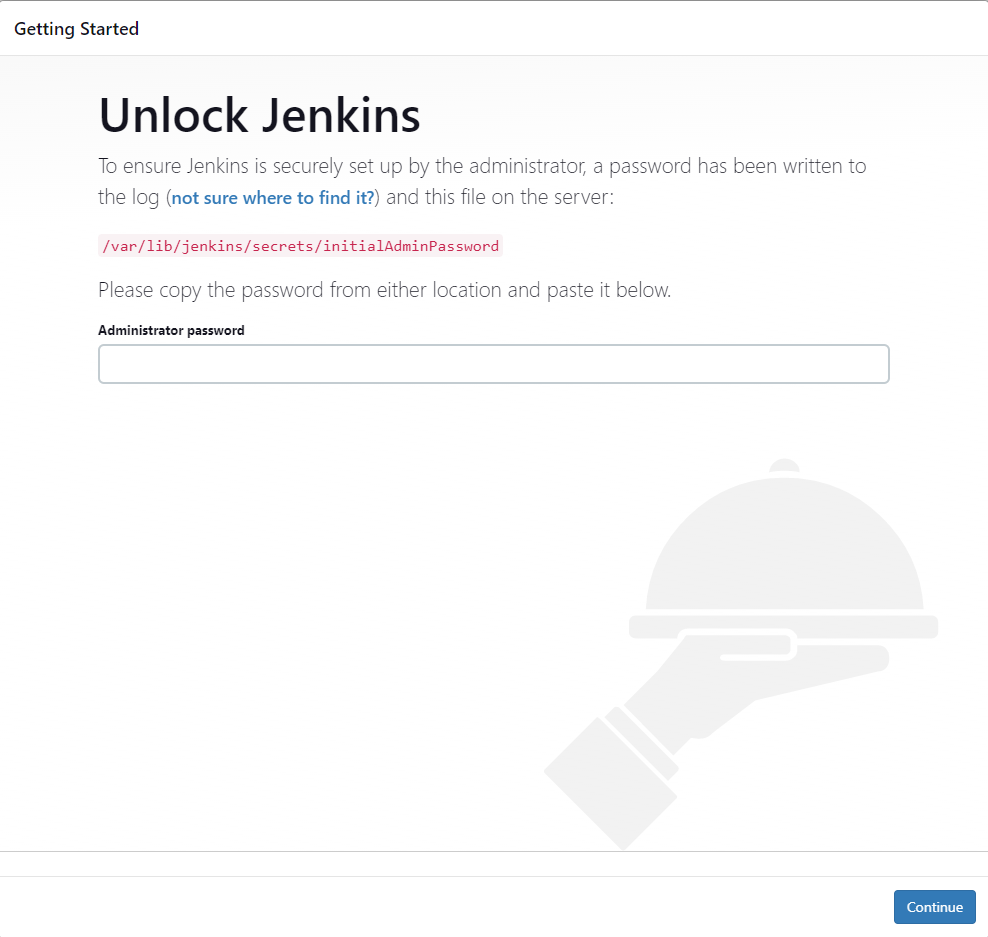 Getting Started
Unlock Jenkins
To ensure Jenkins is securely set up by the administrator, a password has been written to
the log (not sure where to find it?) and this file on the server:
/var/lib/jenkins/secrets/initialAdminPassword
Please copy the password from either location and paste it below.
Administrator password
Continue